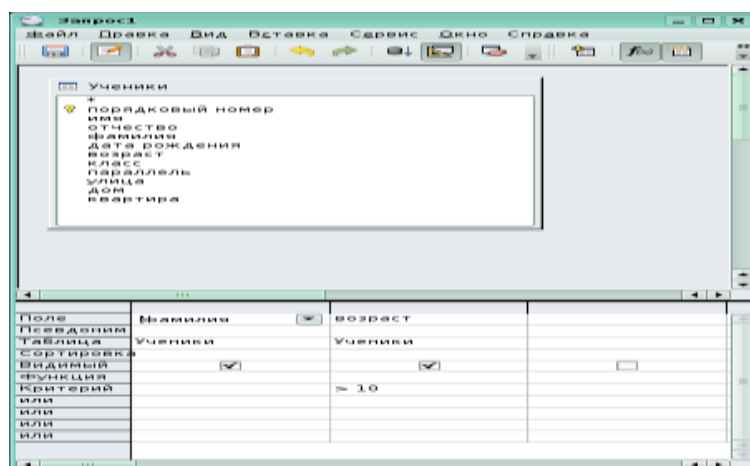 Запрос1
Файл Правка Вид Вставка Сервис Окно Справка
Ученики
*
порядковый номер
имя
отчество
фамилия
дата рождения
возраст
класс
параллель
улица
дом
квартира
Поле фамилия возраст
Псевдоним
Таблица Ученики Ученики
Сортировка
Видимый
Функция
Критерий > 10
или
или
или
или